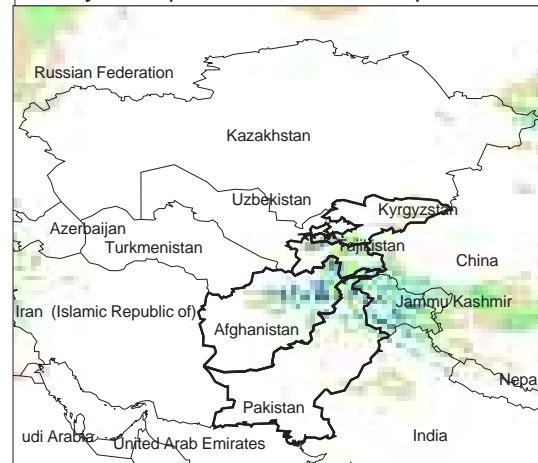 Russian Federation
Kazakhstan
Uzbekistan
Kyrgyzstan
Azerbaijan
Turkmenistan
Tajikistan
China
Iran (Islamic Republic of)
Jammu Kashmir
Afghanistan
Nepa
Pakistan
udi Arabia
United Arab Emirates
India